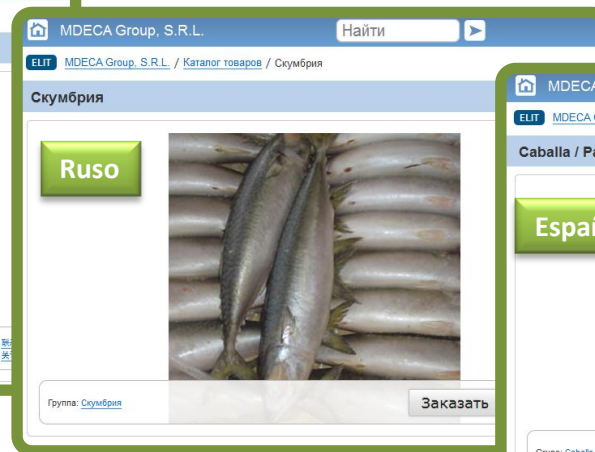 MDECA Group, S.R.L.
Найти
ELIT MDECA Group, S.R.L. / Каталог товаров / Скумбрия
Скумбрия
Ruso
Группа: Скумбрия
Заказать
MDECA
ELIT MDECA
Caballa /
Espa